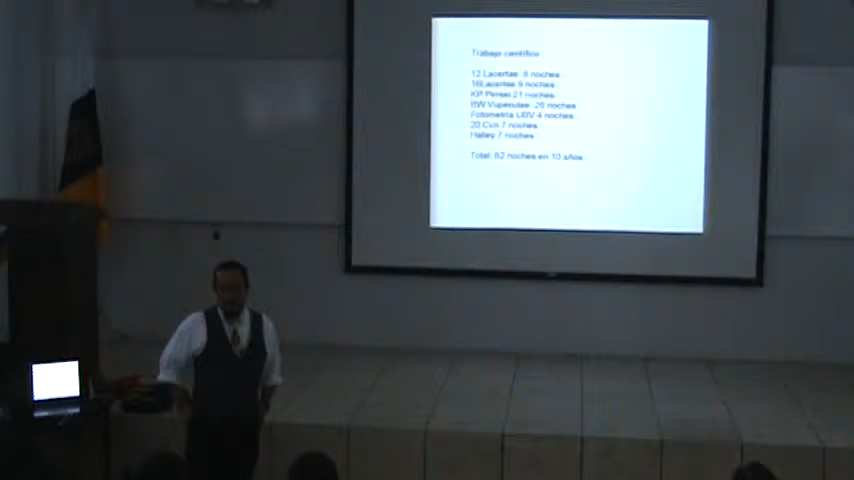 Trabajo científico
12 Lacertae: 8 noches
16Lacertae 9 noches
KP Persei 21 noches
BW Vupeculae: 26 noches
Fotometría UBV 4 noches
20 Cvn 7 noches
Halley 7 noches
Total: 82 noches en 10 años